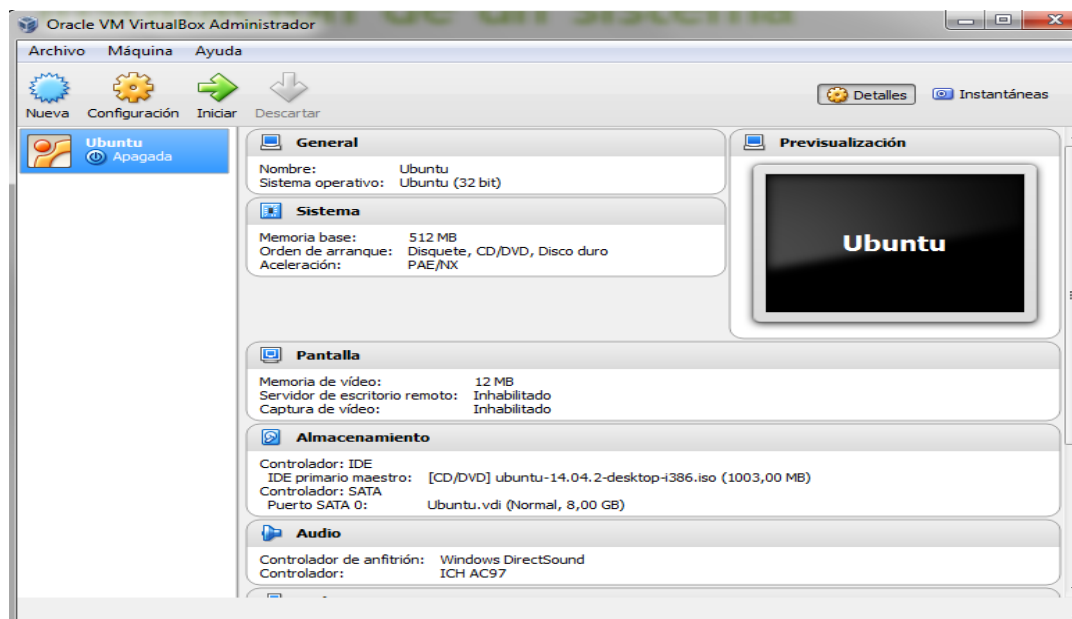 de un sistema
Oracle VM VirtualBox Administrador
Archivo Máquina Ayuda
Nueva Configuración Iniciar Descartar
Detalles Instantáneas
Ubuntu
Apagada
General
Nombre: Ubuntu
Sistema operativo: Ubuntu (32 bit)
Sistema
Memoria base: 512 MB
Orden de arranque: Disquete, CD/DVD, Disco duro
Aceleración: PAE/NX
Previsualización
Ubuntu
Pantalla
Memoria de vídeo: 12 MB
Servidor de escritorio remoto: Inhabilitado
Captura de vídeo: Inhabilitado
Almacenamiento
Controlador: IDE
IDE primario maestro: [CD/DVD] ubuntu-14.04.2-desktop-i386.iso (1003,00 MB)
Controlador: SATA
Puerto SATA 0: Ubuntu.vdi (Normal, 8,00 GB)
Audio
Controlador de anfitrión: Windows DirectSound
Controlador: ICH AC97